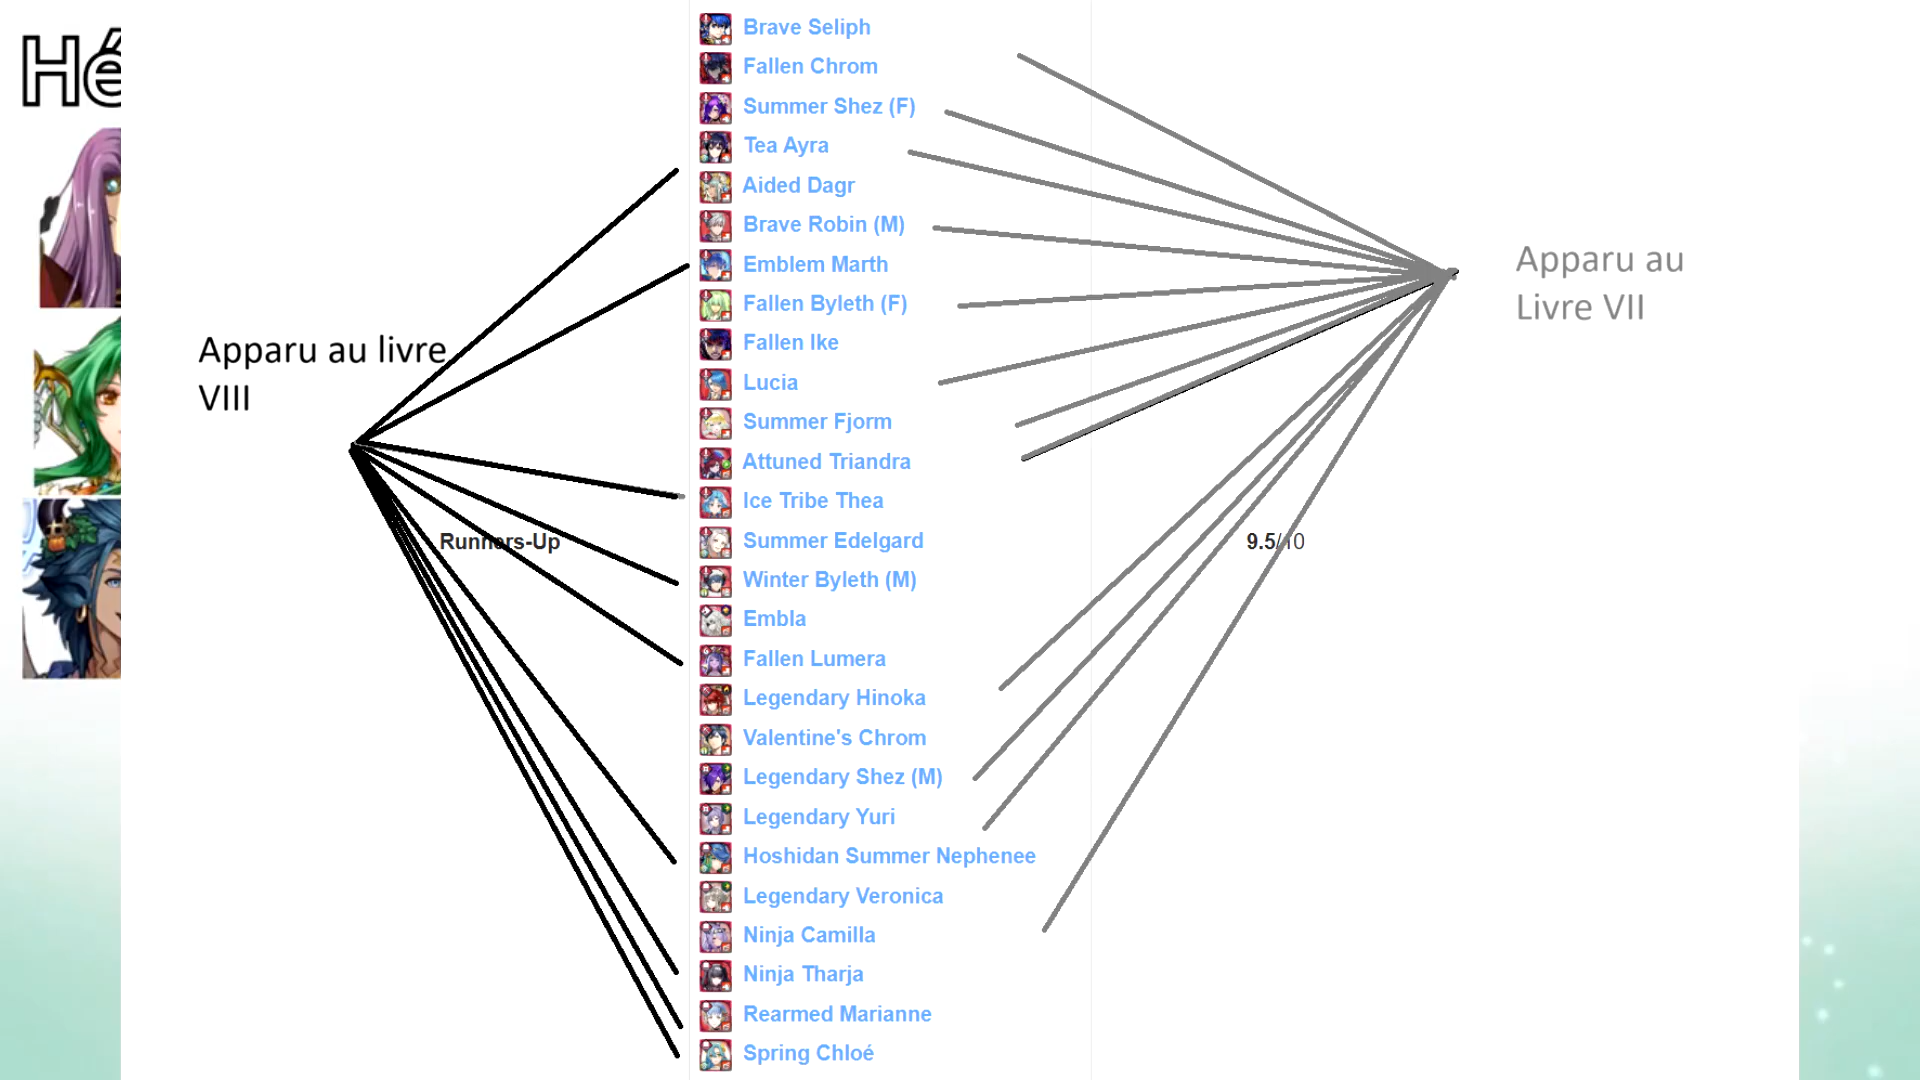 Hé
Brave Seliph
Fallen Chrom
Summer Shez (F)
Tea Ayra
Aided Dagr
Brave Robin (M)
Emblem Marth
Fallen Byleth (F)
Fallen Ike
Lucia
Summer Fjorm
Attuned Triandra
Ice Tribe Thea
Summer Edelgard
Winter Byleth (M)
Embla
Fallen Lumera
Legendary Hinoka
Valentine's Chrom
Legendary Shez (M)
Legendary Yuri
Hoshidan Summer Nephenee
Legendary Veronica
Ninja Camilla
Ninja Tharja
Rearmed Marianne
Spring Chloé
Apparu au livre
VIII
Runners-Up
9.5/10
Apparu au
Livre VII